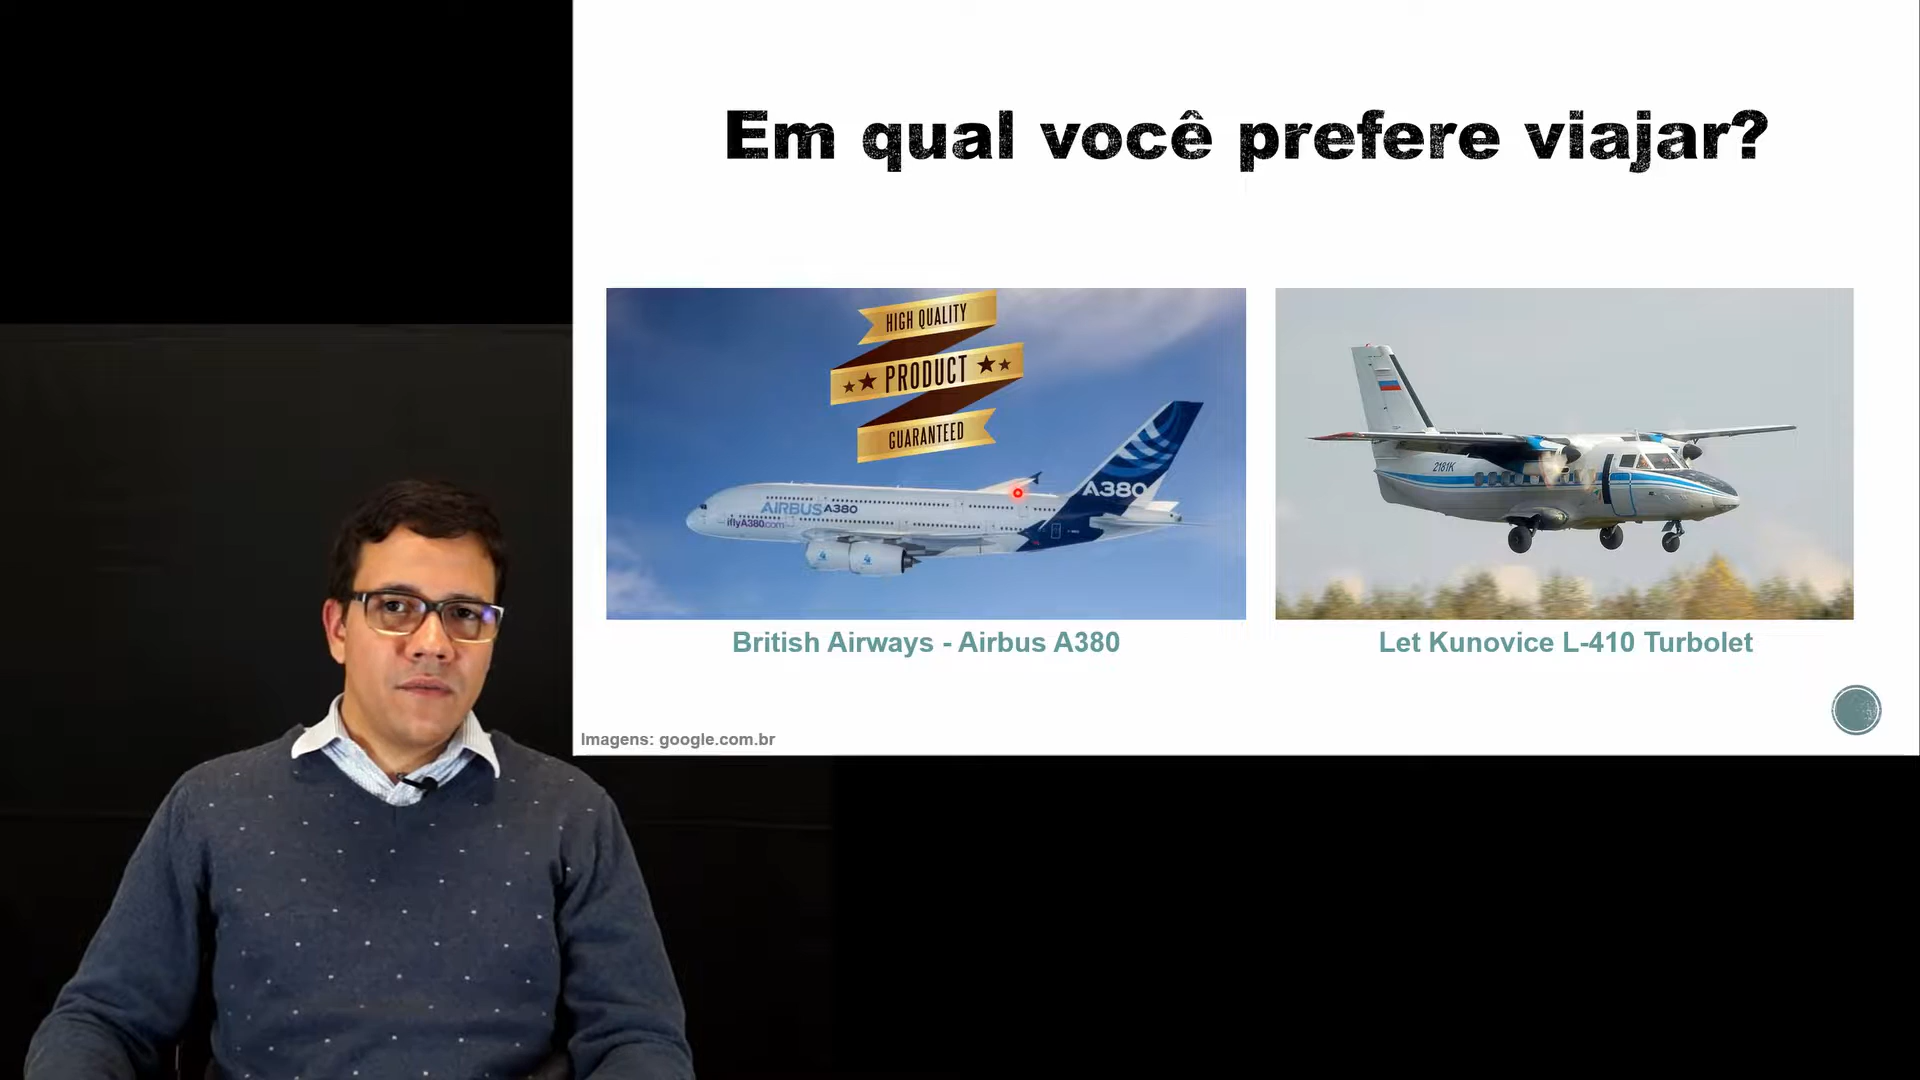 Em qual você prefere viajar?
HIGH QUALITY
PRODUCT
GUARANTEED
AIRBUS A380
iflyA380.com
A380
2181K
British Airways - Airbus A380
Let Kunovice L-410 Turbolet
Imagens: google.com.br